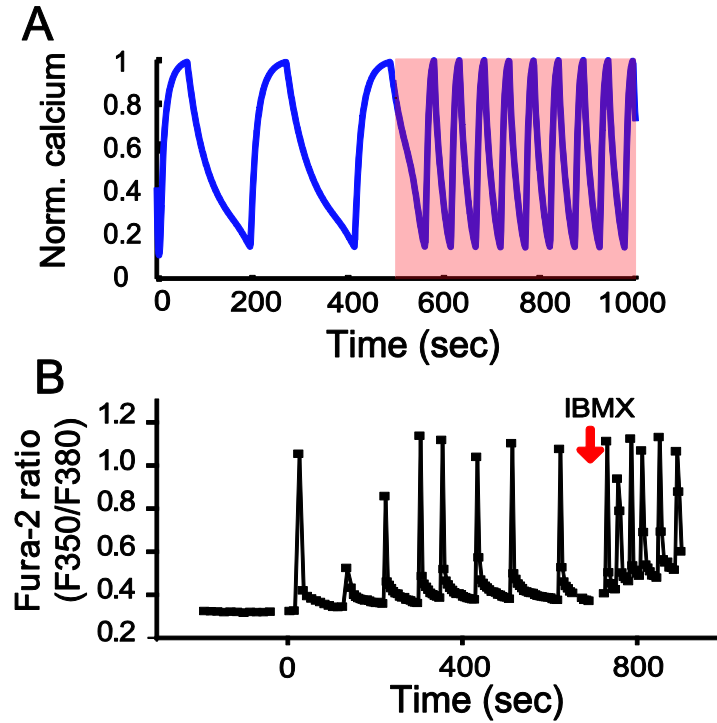 A
Norm. calcium
1
0.8
0.6
0.4
0.2
0
0 200 400 600 800 1000
Time (sec)
B
IBMX
Fura-2 ratio
(F350/F380)
1.2
1.0
0.8
0.6
0.4
0.2
0 400 800
Time (sec)